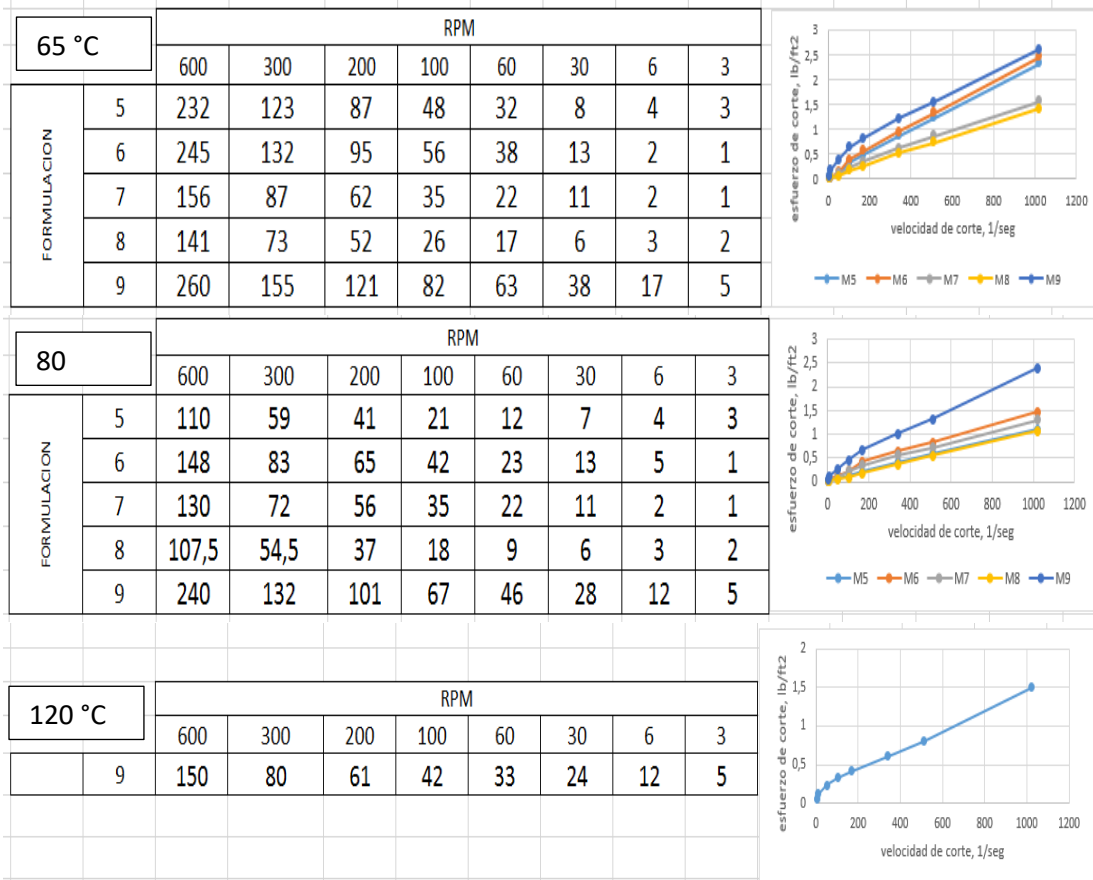 65 °C
RPM
600 300 200 100 60 30 6 3
FORMULACION
5 232 123 87 48 32 8 4 3
6 245 132 95 56 38 13 2 1
7 156 87 62 35 22 11 2 1
8 141 73 52 26 17 6 3 2
9 260 155 121 82 63 38 17 5
esfuerzo de corte, lb/ft2
3
2,5
2
1,5
1
0,5
0
0 200 400 600 800 1000 1200
velocidad de corte, 1/seg
M5 M6 M7 M8 M9
80
RPM
600 300 200 100 60 30 6 3
FORMULACION
5 110 59 41 21 12 7 4 3
6 148 83 65 42 23 13 5 1
7 130 72 56 35 22 11 2 1
8 107,5 54,5 37 18 9 6 3 2
9 240 132 101 67 46 28 12 5
esfuerzo de corte, lb/ft2
3
2,5
2
1,5
1
0,5
0
0 200 400 600 800 1000 1200
velocidad de corte, 1/seg
M5 M6 M7 M8 M9
120 °C
RPM
600 300 200 100 60 30 6 3
9 150 80 61 42 33 24 12 5
esfuerzo de corte, lb/ft2
2
1,5
1
0,5
0
0 200 400 600 800 1000 1200
velocidad de corte, 1/seg